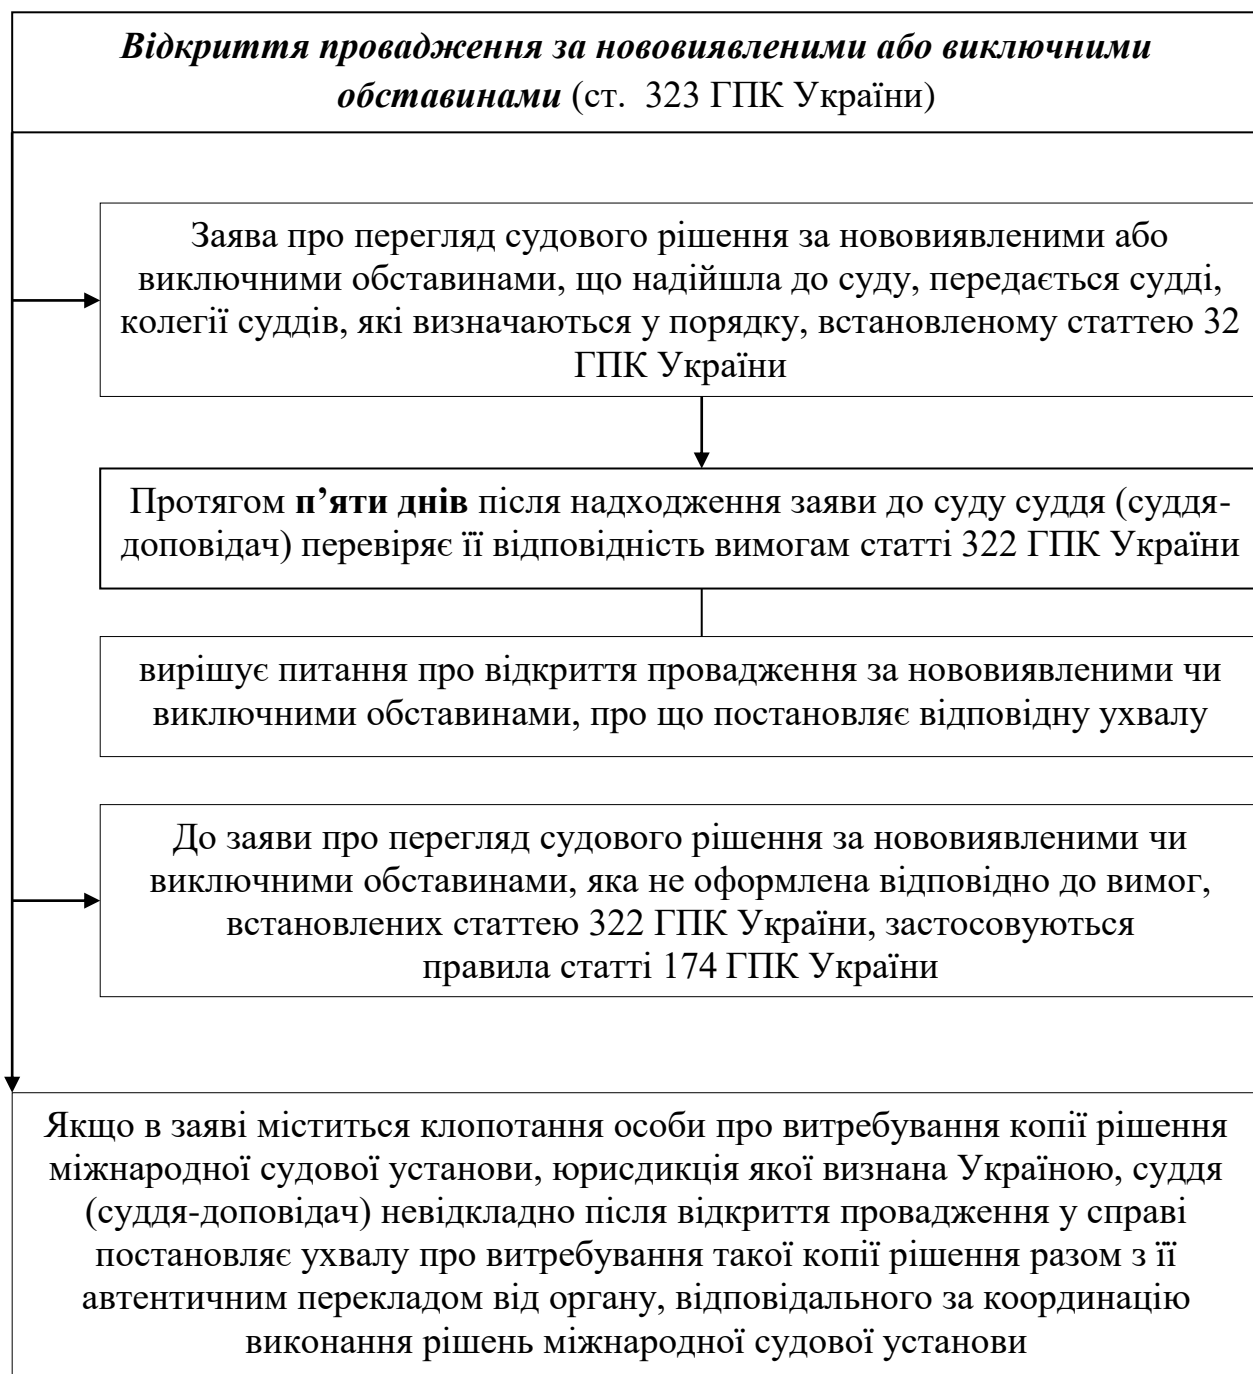 Відкриття провадження за нововиявленими або виключними
обставинами (ст. 323 ГПК України)
Заява про перегляд судового рішення за нововиявленими або
виключними обставинами, що надійшла до суду, передається судді,
колегії суддів, які визначаються у порядку, встановленому статтею 32
ГПК України
Протягом п’яти днів після надходження заяви до суду суддя (суддя-
доповідач) перевіряє її відповідність вимогам статті 322 ГПК України
вирішує питання про відкриття провадження за нововиявленими чи
виключними обставинами, про що постановляє відповідну ухвалу
До заяви про перегляд судового рішення за нововиявленими чи
виключними обставинами, яка не оформлена відповідно до вимог,
встановлених статтею 322 ГПК України, застосовуються
правила статті 174 ГПК України
Якщо в заяві міститься клопотання особи про витребування копії рішення
міжнародної судової установи, юрисдикція якої визнана Україною, суддя
(суддя-доповідач) невідкладно після відкриття провадження у справі
постановляє ухвалу про витребування такої копії рішення разом з її
автентичним перекладом від органу, відповідального за координацію
виконання рішень міжнародної судової установи